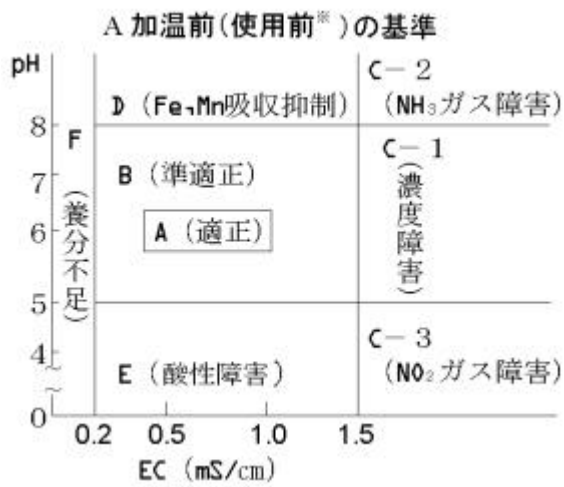 A 加温前(使用前※)の基準
pH
C－2
D (Fe,Mn吸収抑制)
(NH₃ガス障害)
8
F
C－1
7
B (準適正)
(養分不足)
(濃度障害)
6
A (適正)
5
C－3
4
E (酸性障害)
(NO₂ガス障害)
0
0.2 0.5 1.0 1.5
EC (mS/cm)